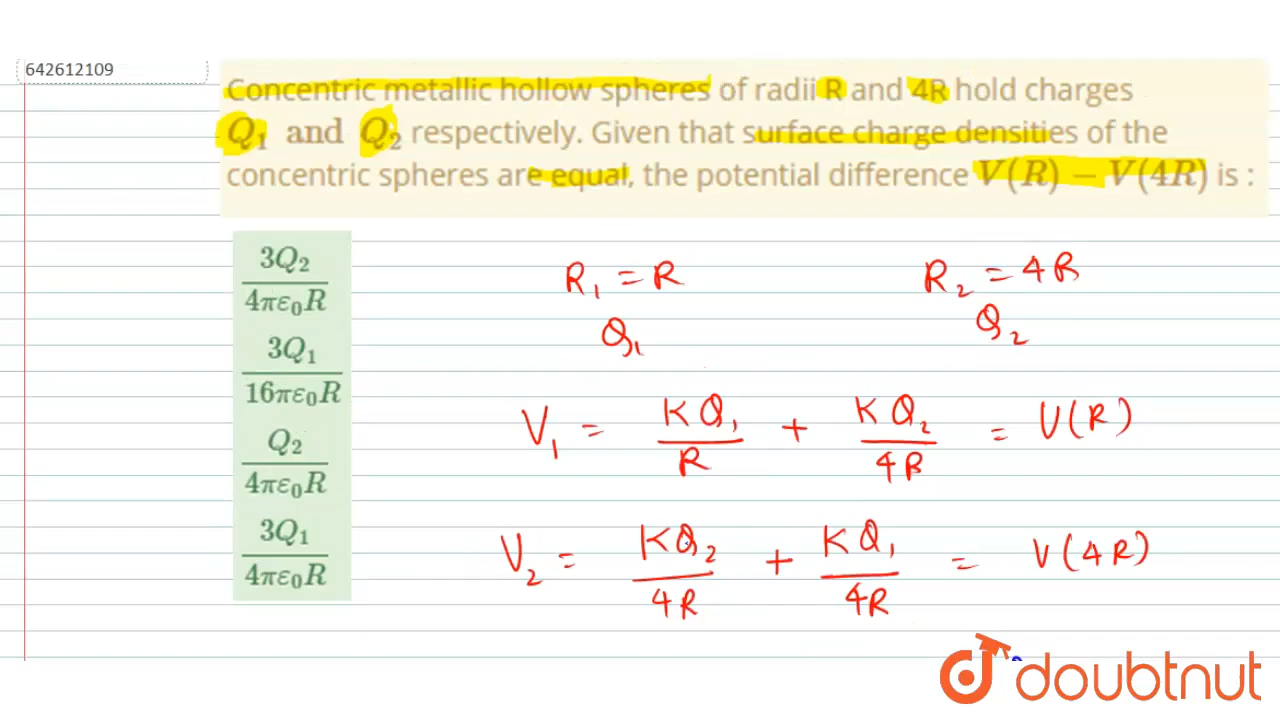 642612109
Concentric metallic hollow spheres of radii R and 4R hold charges
Q₁ and Q₂ respectively. Given that surface charge densities of the
concentric spheres are equal, the potential difference V(R) − V(4R) is :
3Q₂/4πε₀R
3Q₁/16πε₀R
Q₂/4πε₀R
3Q₁/4πε₀R
R₁ = R R₂ = 4R
Q₁ Q₂
V₁ = KQ₁/R + KQ₂/4R = V(R)
V₂ = KQ₂/4R + KQ₁/4R = V(4R)
doubtnut